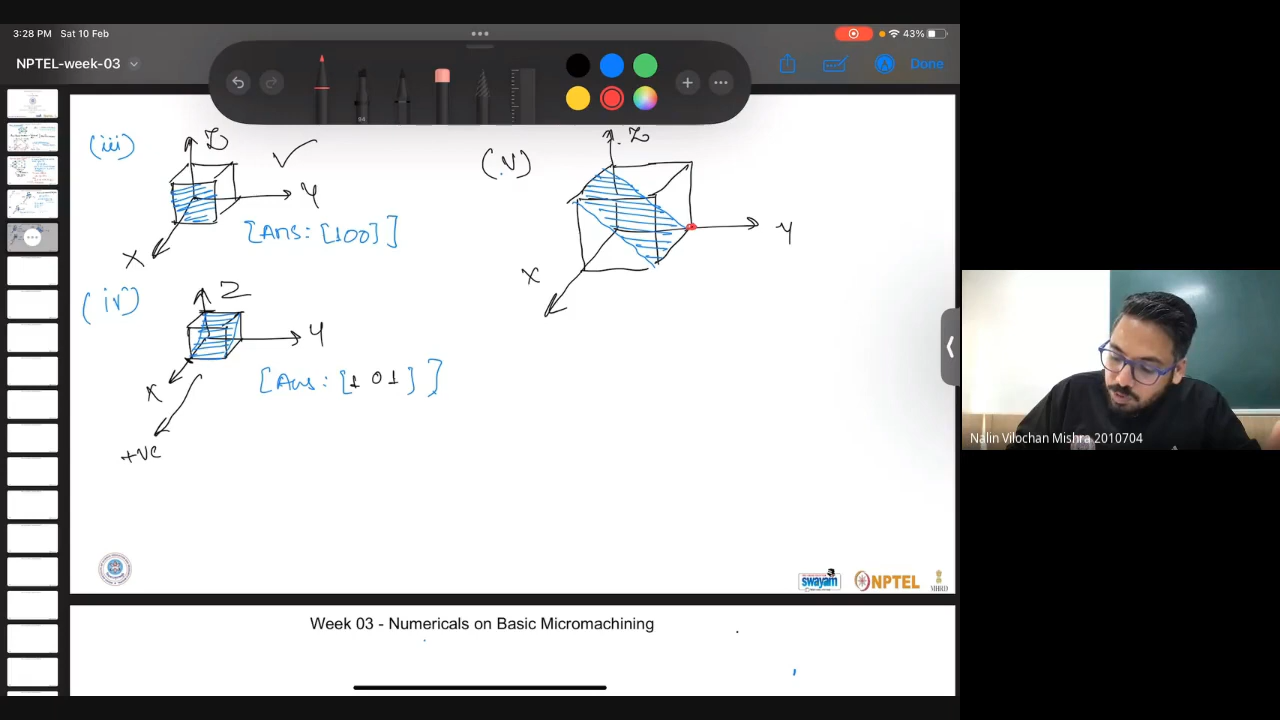 3:28 PM Sat 10 Feb
43%
NPTEL-week-03
Done
(iii)
Z
Y
X
[Ans: [100]]
(iv)
Z
Y
X
+ve
[Ans: [1 0 1]]
(v)
Z
Y
X
swayam
NPTEL
MHRD
Week 03 - Numericals on Basic Micromachining
Nalin Vilochan Mishra 2010704